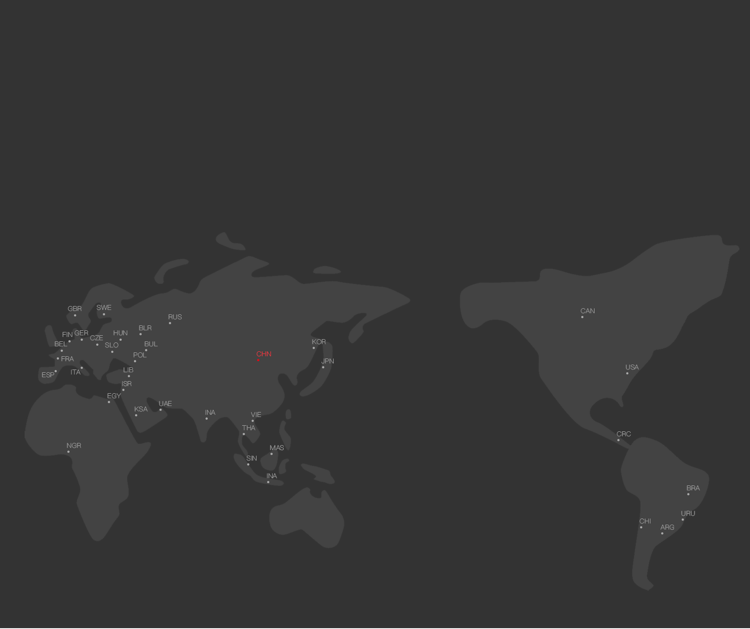 GBR
SWE
RUS
FIN
GER
HUN
BLR
CZE
BEL
SLO
BUL
FRA
POL
ITA
ESP
LIB
ISR
EGY
KSA
UAE
NGR
CHN
KOR
JPN
INA
VIE
THA
MAS
SIN
INA
CAN
USA
CRC
BRA
URU
CHI
ARG